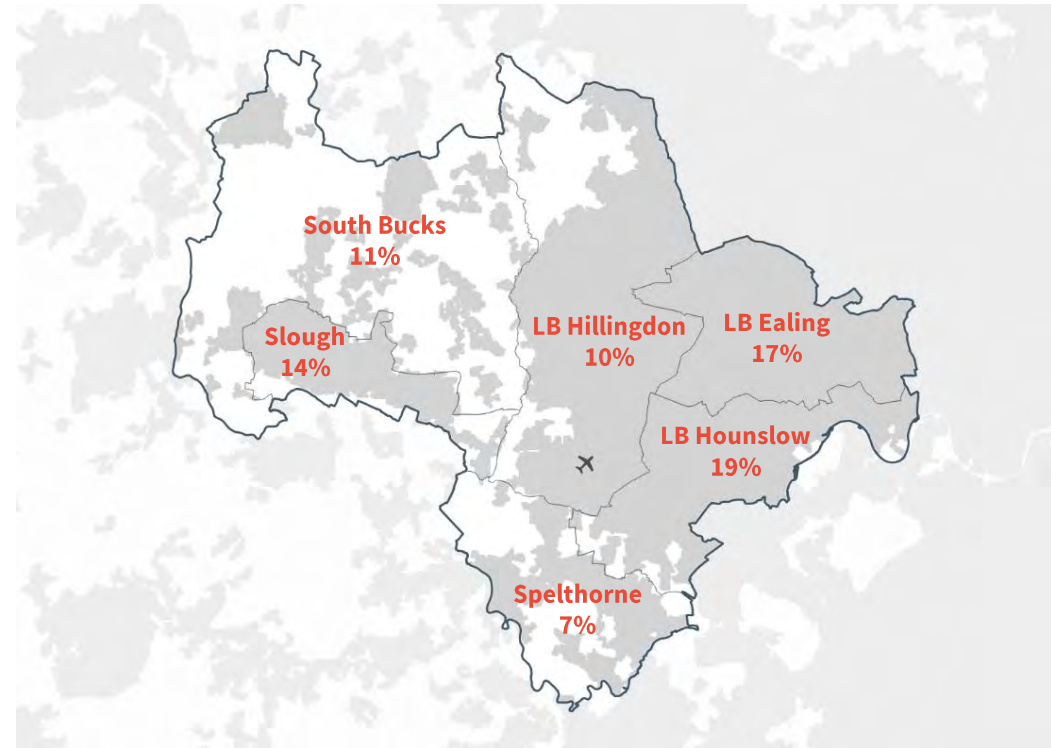 South Bucks
11%
Slough
14%
LB Hillingdon
10%
LB Ealing
17%
LB Hounslow
19%
Spelthorne
7%